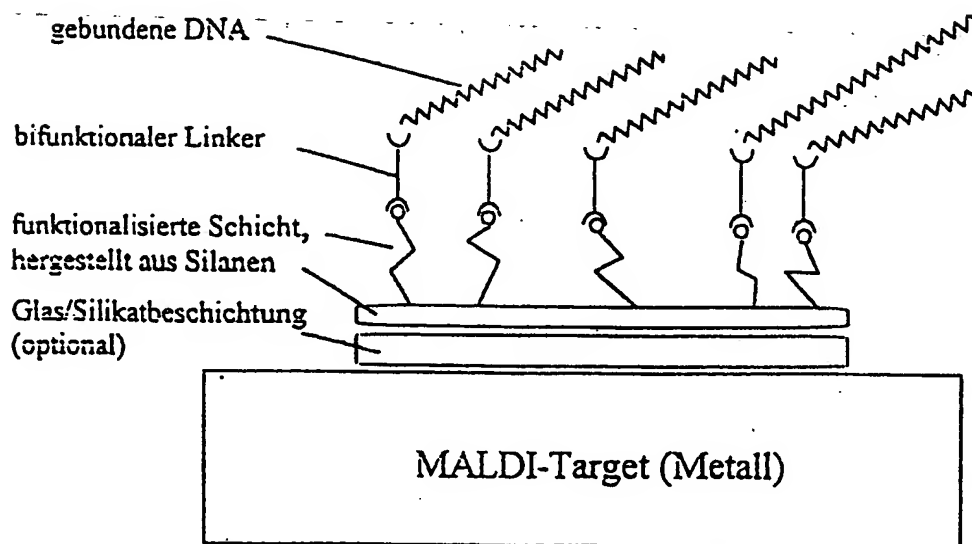 gebundene DNA
bifunktionaler Linker
funktionalisierte Schicht,
hergestellt aus Silanen
Glas/Silikatbeschichtung
(optional)
MALDI-Target (Metall)